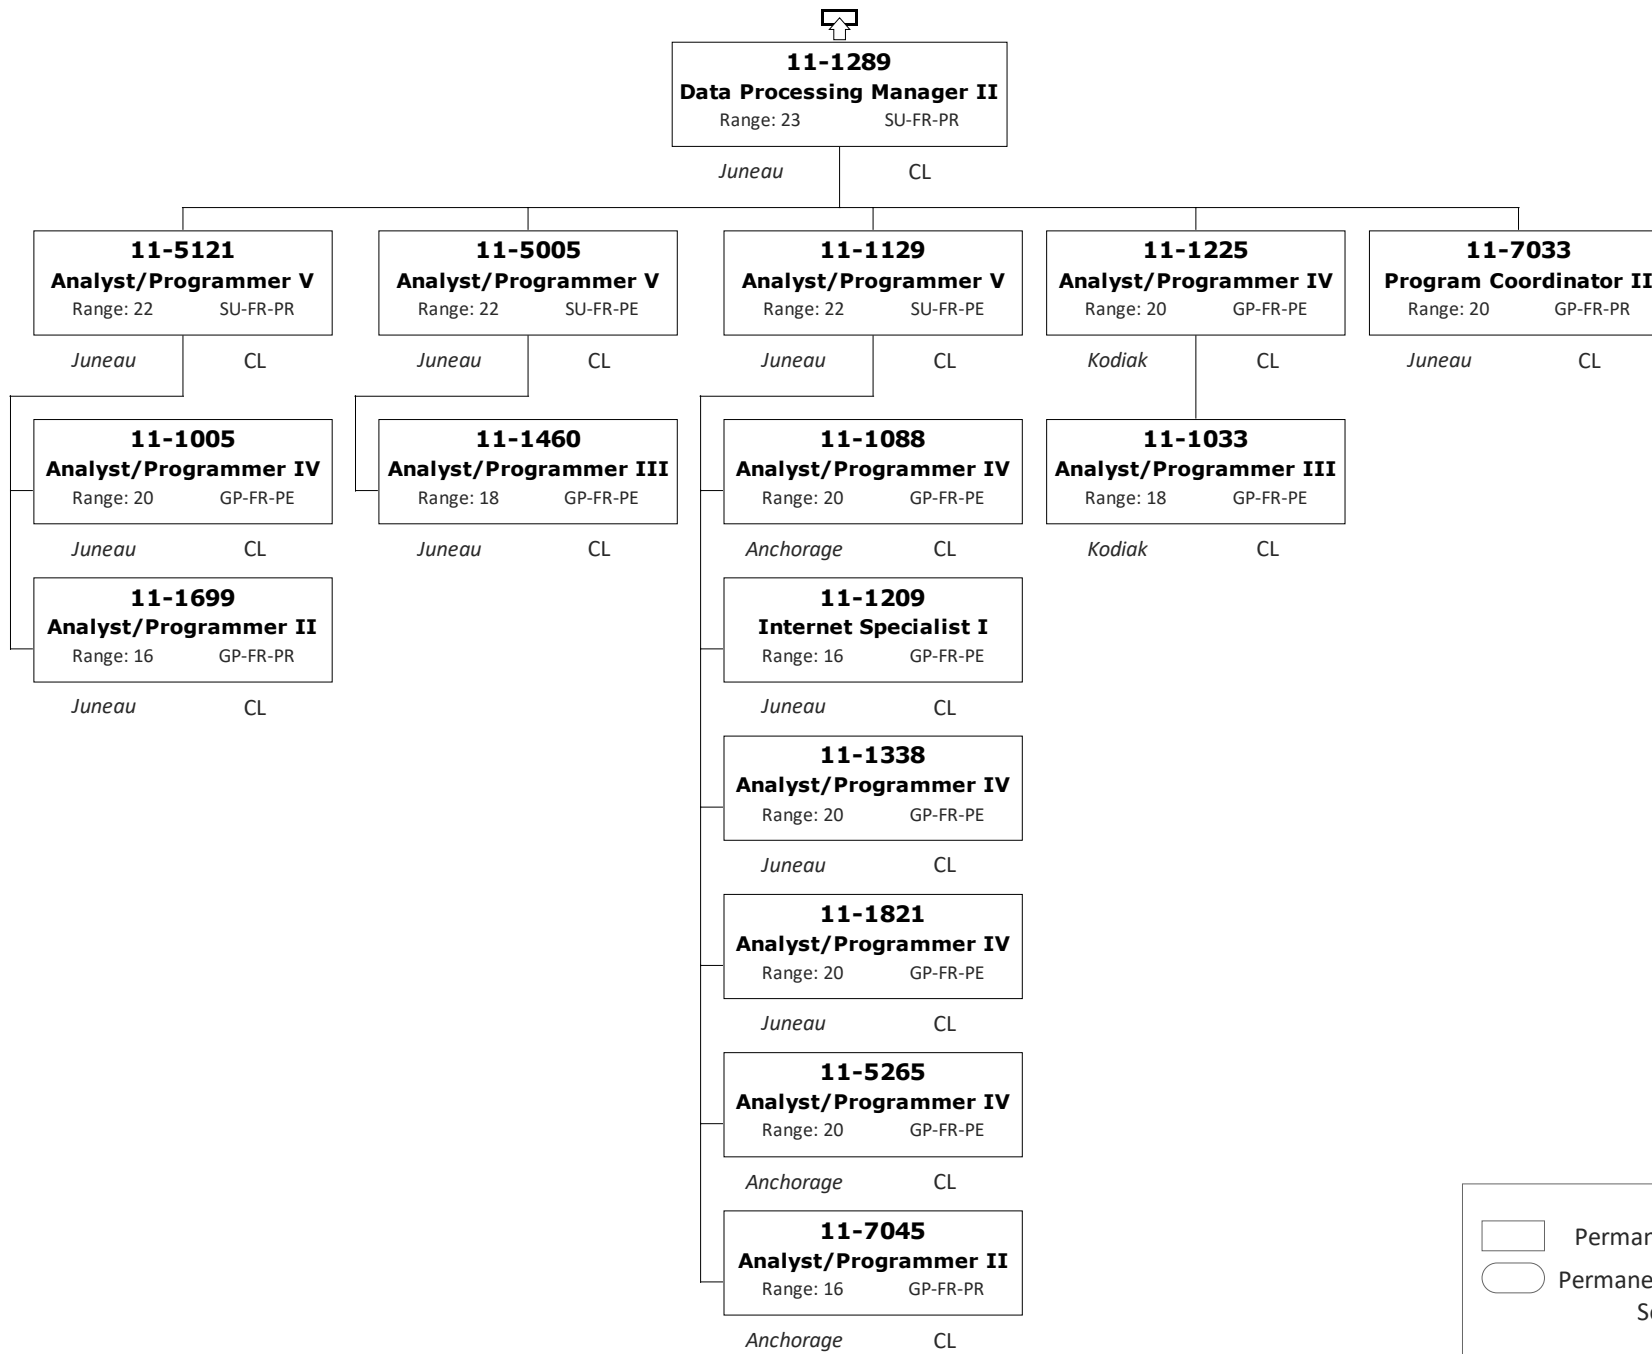 11-1289
Data Processing Manager II
Range: 23 SU-FR-PR
Juneau CL
11-5121
Analyst/Programmer V
Range: 22 SU-FR-PR
Juneau CL
11-5005
Analyst/Programmer V
Range: 22 SU-FR-PE
Juneau CL
11-1129
Analyst/Programmer V
Range: 22 SU-FR-PE
Juneau CL
11-1225
Analyst/Programmer IV
Range: 20 GP-FR-PE
Kodiak CL
11-7033
Program Coordinator II
Range: 20 GP-FR-PR
Juneau CL
11-1005
Analyst/Programmer IV
Range: 20 GP-FR-PE
Juneau CL
11-1699
Analyst/Programmer II
Range: 16 GP-FR-PR
Juneau CL
11-1460
Analyst/Programmer III
Range: 18 GP-FR-PE
Juneau CL
11-1088
Analyst/Programmer IV
Range: 20 GP-FR-PE
Anchorage CL
11-1209
Internet Specialist I
Range: 16 GP-FR-PE
Juneau CL
11-1338
Analyst/Programmer IV
Range: 20 GP-FR-PE
Juneau CL
11-1821
Analyst/Programmer IV
Range: 20 GP-FR-PE
Juneau CL
11-5265
Analyst/Programmer IV
Range: 20 GP-FR-PE
Anchorage CL
11-7045
Analyst/Programmer II
Range: 16 GP-FR-PR
Anchorage CL
11-1033
Analyst/Programmer III
Range: 18 GP-FR-PE
Kodiak CL